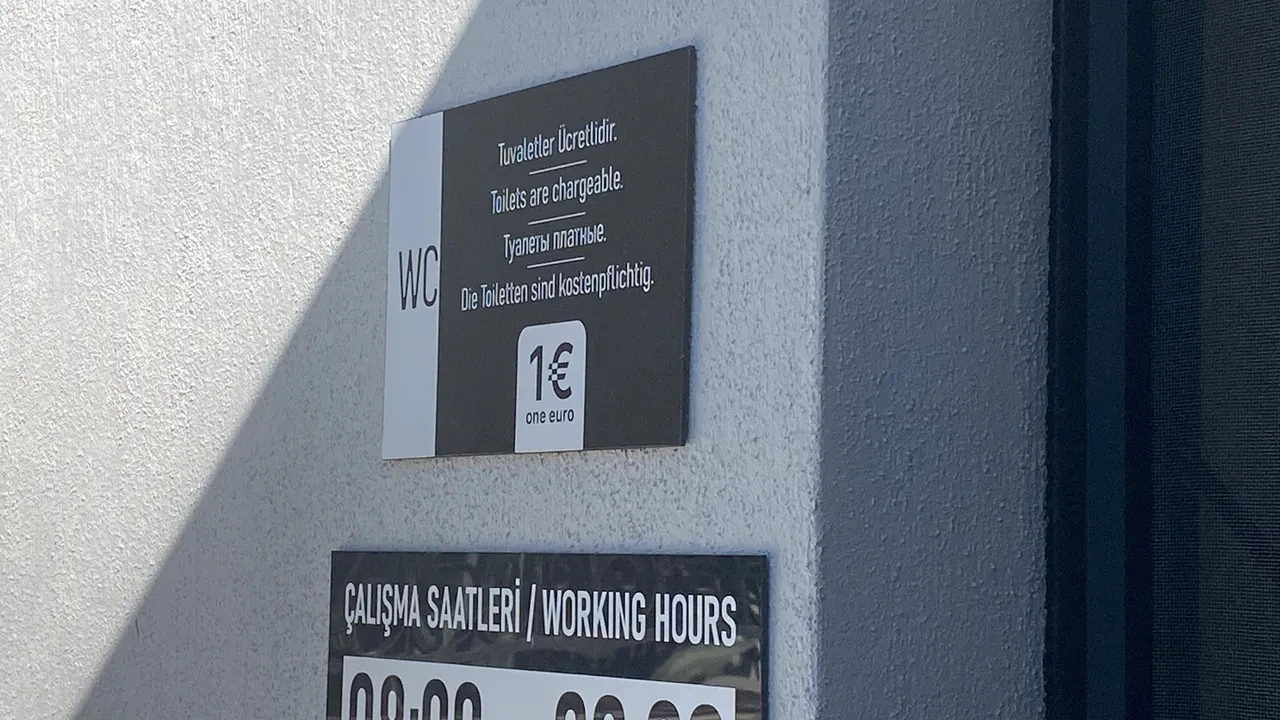 WC
Tuvaletler Ücretlidir.
Toilets are chargeable.
Туалеты платные.
Die Toiletten sind kostenpflichtig.
1€
one euro
ÇALIŞMA SAATLERİ / WORKING HOURS